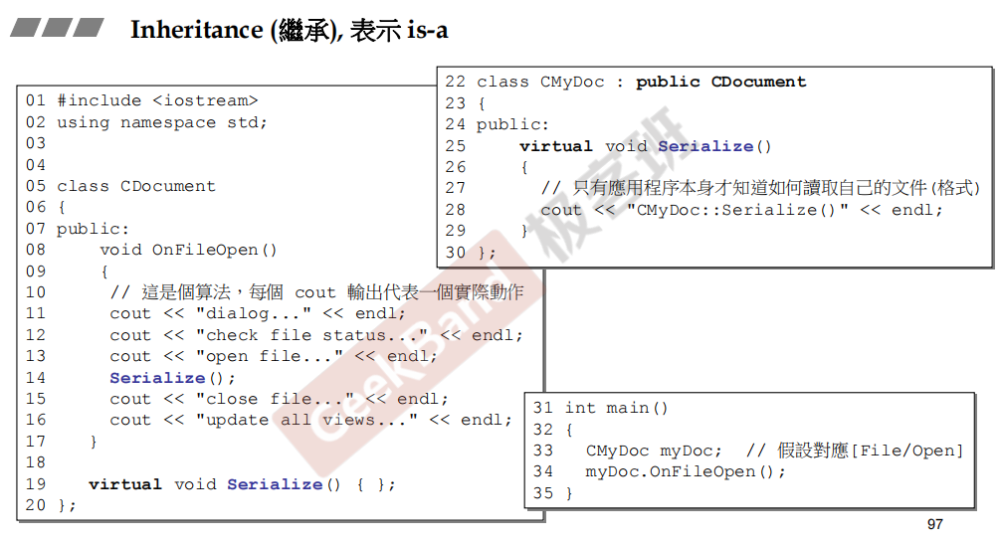 Inheritance (繼承), 表示 is-a
01 #include <iostream>
02 using namespace std;
03
04
05 class CDocument
06 {
07 public:
08     void OnFileOpen()
09     {
10      // 這是個算法，每個 cout 輸出代表一個實際動作
11      cout << "dialog..." << endl;
12      cout << "check file status..." << endl;
13      cout << "open file..." << endl;
14      Serialize();
15      cout << "close file..." << endl;
16      cout << "update all views..." << endl;
17    }
18
19    virtual void Serialize() { };
20 };
22 class CMyDoc : public CDocument
23 {
24 public:
25     virtual void Serialize()
26     {
27       // 只有應用程序本身才知道如何讀取自己的文件(格式)
28       cout << "CMyDoc::Serialize()" << endl;
29     }
30 };
31 int main()
32 {
33   CMyDoc myDoc;  // 假設對應[File/Open]
34   myDoc.OnFileOpen();
35 }
GeekBand 极客班
97